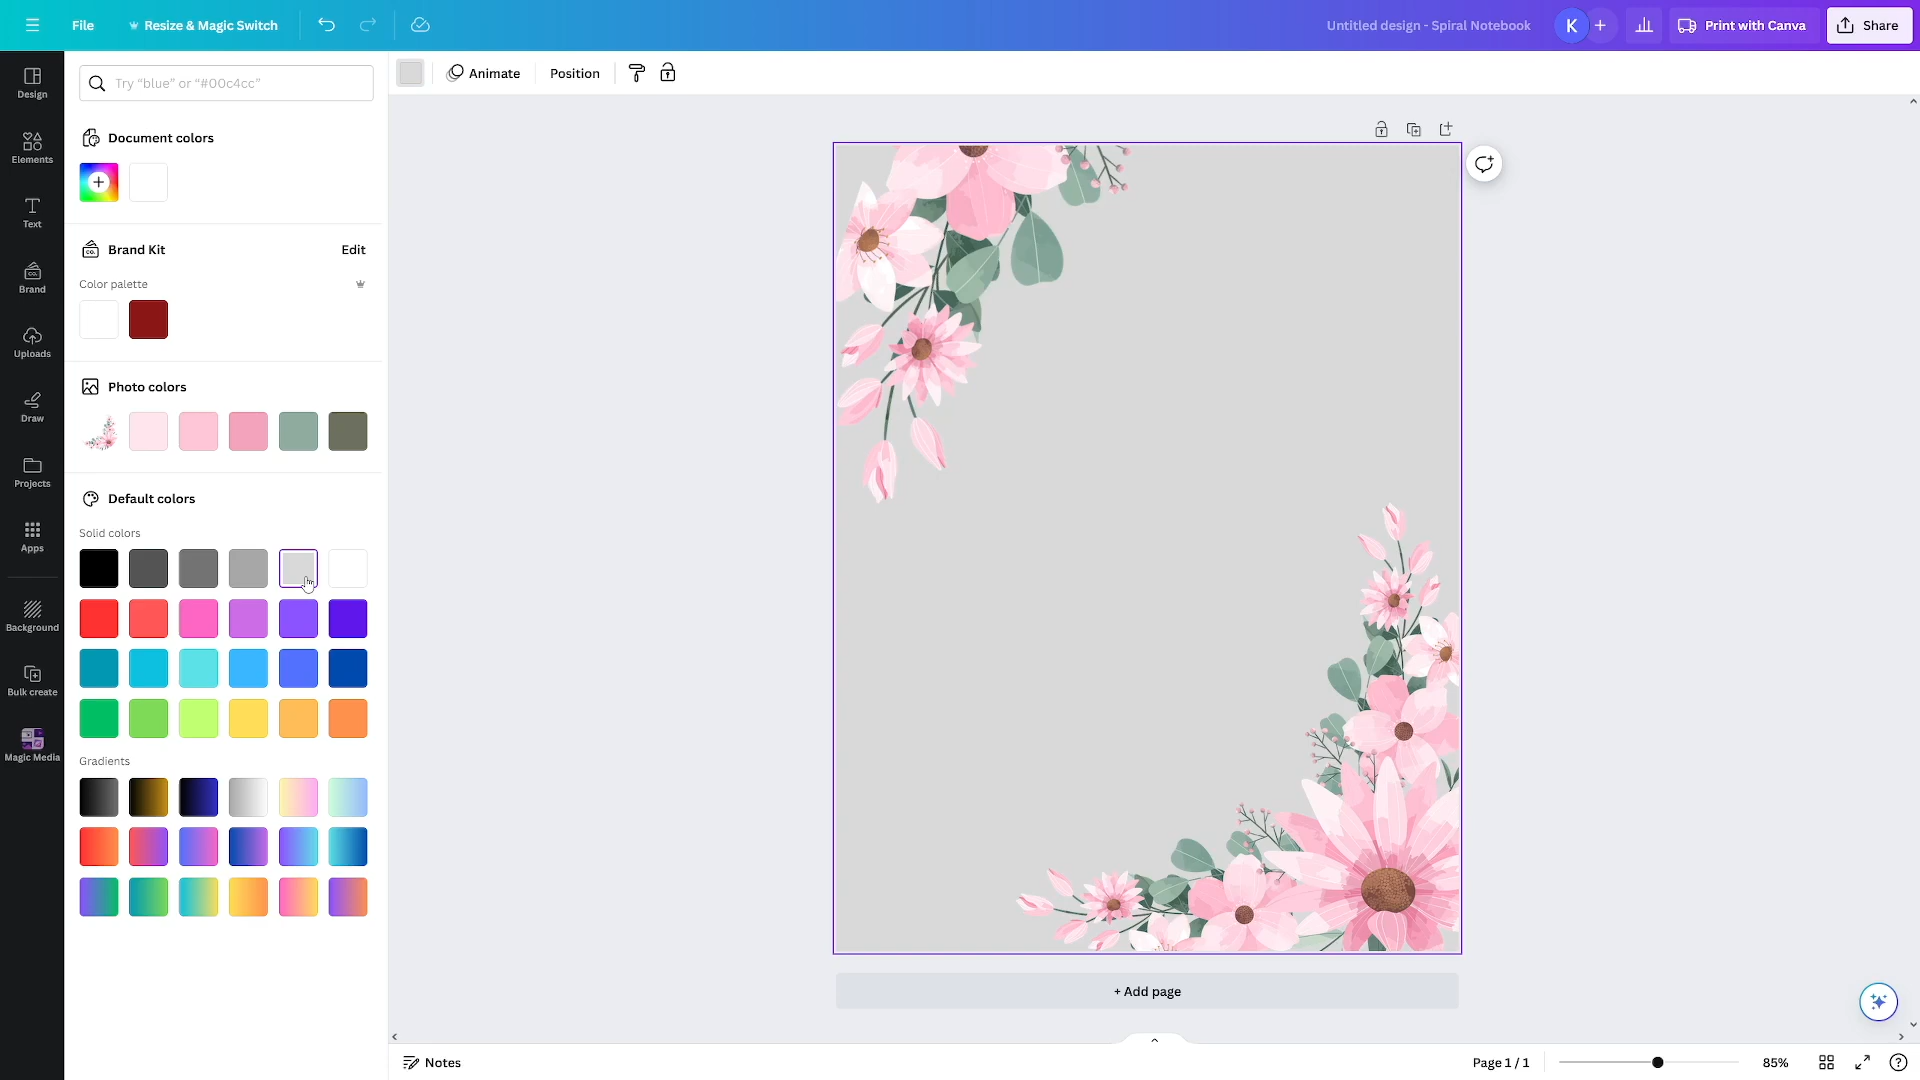 File
Resize & Magic Switch
Untitled design - Spiral Notebook
K
Print with Canva
Share
Design
Elements
Text
Brand
Uploads
Draw
Projects
Apps
Background
Bulk create
Magic Media
Try “blue” or “#00c4cc”
Document colors
Brand Kit
Edit
Color palette
Photo colors
Default colors
Solid colors
Gradients
Animate
Position
+ Add page
Notes
Page 1 / 1
85%